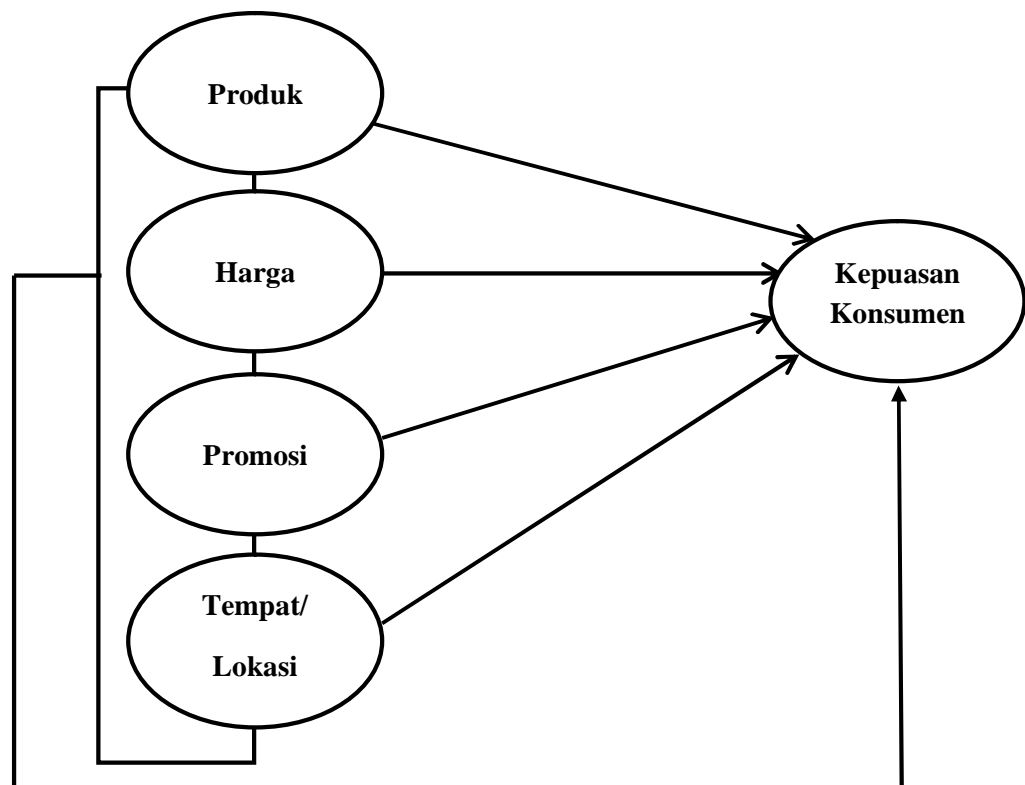 Produk
Harga
Kepuasan
Konsumen
Promosi
Tempat/
Lokasi